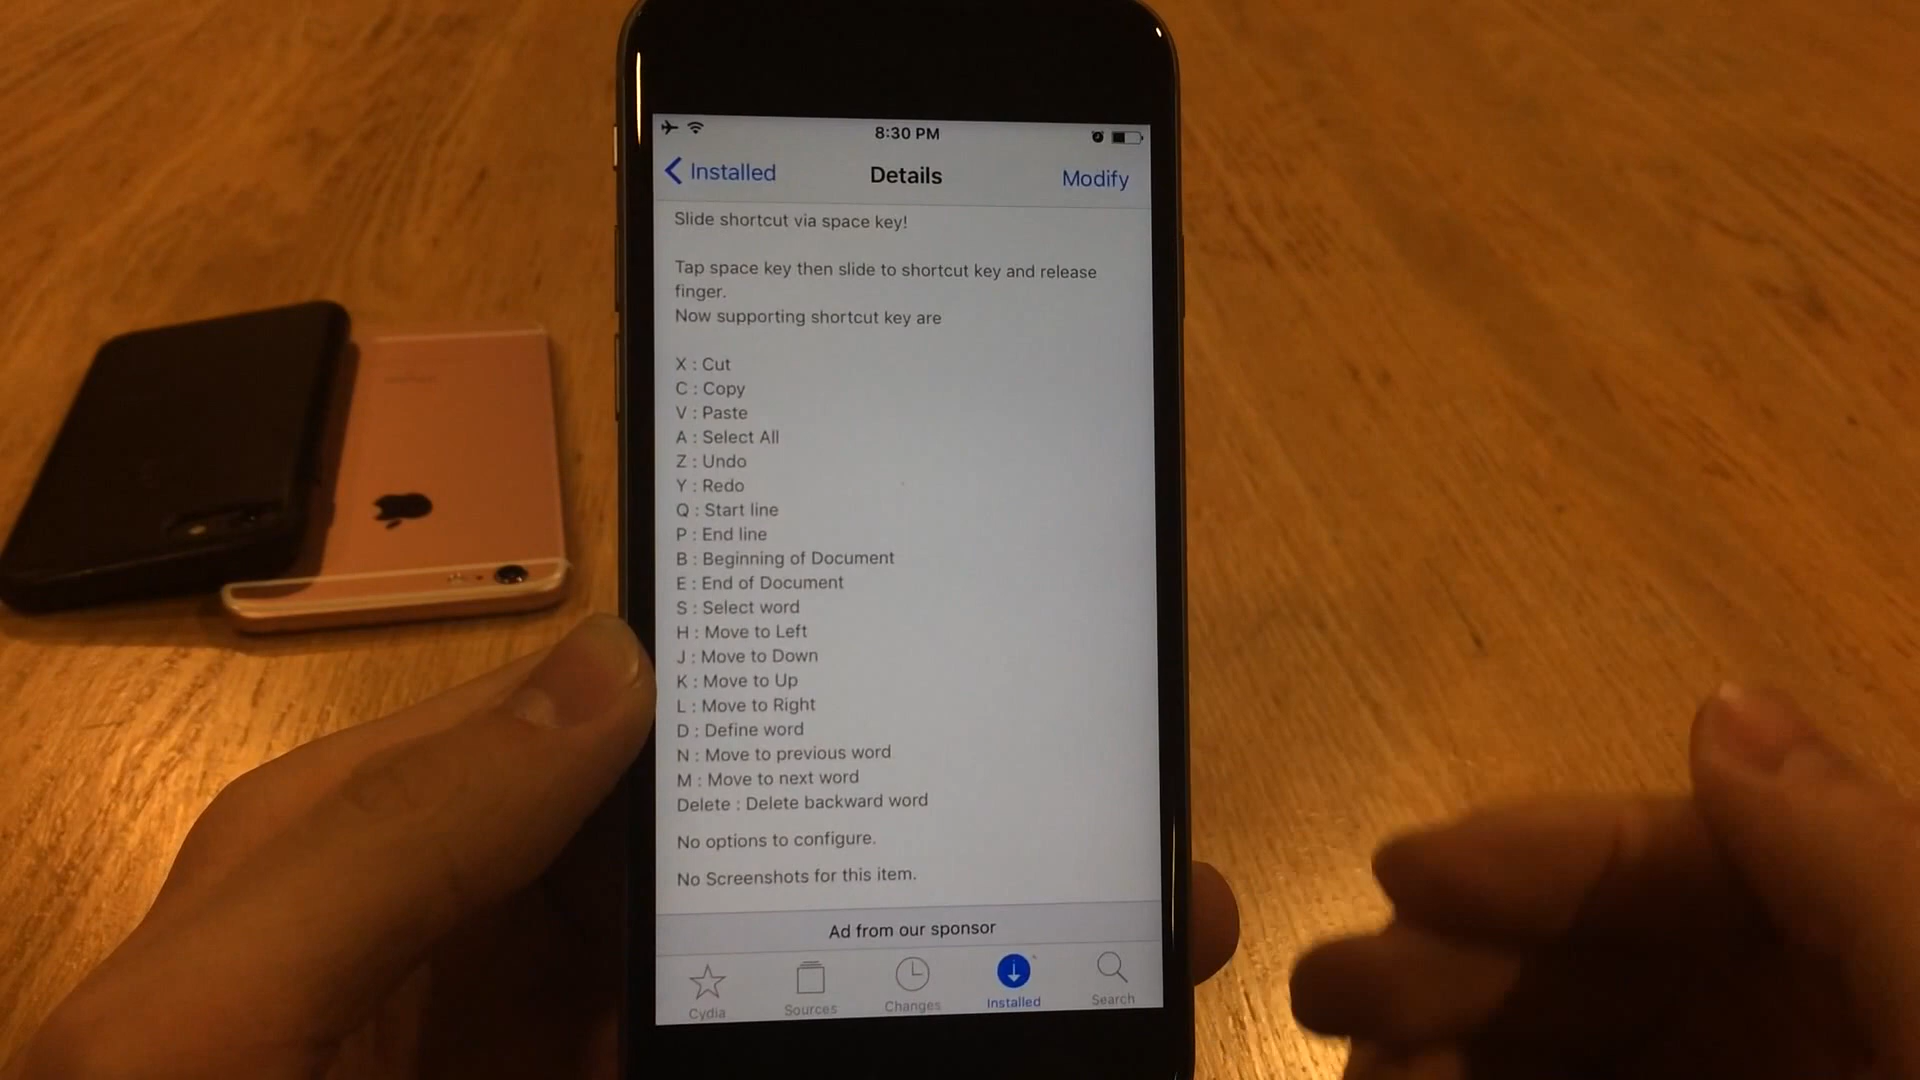 8:30 PM
Installed
Details
Modify
Slide shortcut via space key!
Tap space key then slide to shortcut key and release
finger.
Now supporting shortcut key are
X : Cut
C : Copy
V : Paste
A : Select All
Z : Undo
Y : Redo
Q : Start line
P : End line
B : Beginning of Document
E : End of Document
S : Select word
H : Move to Left
J : Move to Down
K : Move to Up
L : Move to Right
D : Define word
N : Move to previous word
M : Move to next word
Delete : Delete backward word
No options to configure.
No Screenshots for this item.
Ad from our sponsor
Cydia
Sources
Changes
Installed
Search